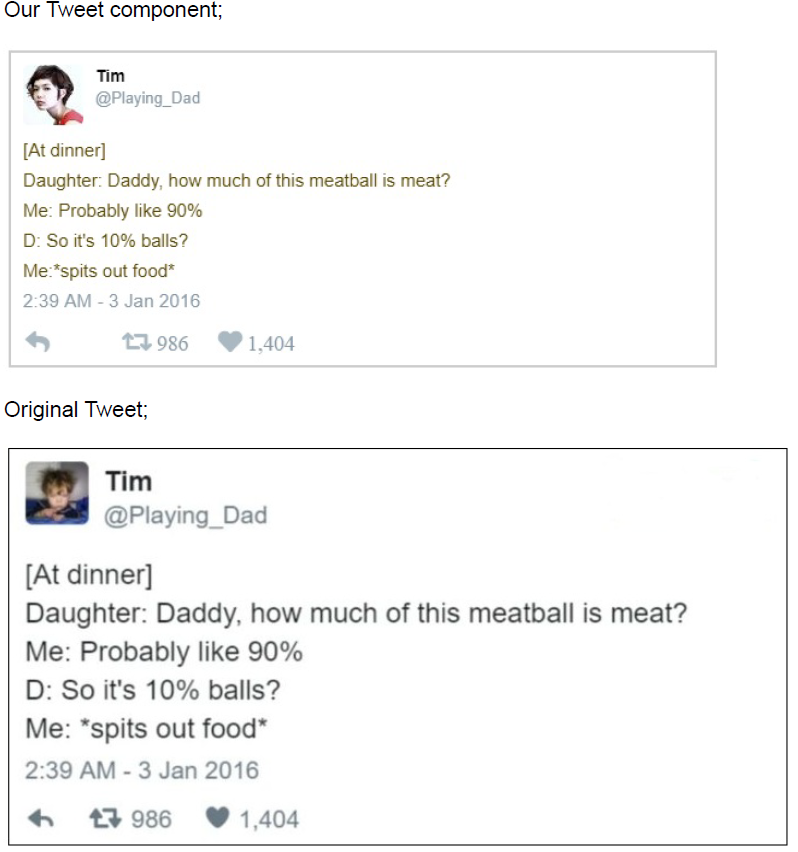 Our Tweet component;
Tim
@Playing_Dad
[At dinner]
Daughter: Daddy, how much of this meatball is meat?
Me: Probably like 90%
D: So it's 10% balls?
Me:*spits out food*
2:39 AM - 3 Jan 2016
986 1,404
Original Tweet;
Tim
@Playing_Dad
[At dinner]
Daughter: Daddy, how much of this meatball is meat?
Me: Probably like 90%
D: So it's 10% balls?
Me: *spits out food*
2:39 AM - 3 Jan 2016
986 1,404